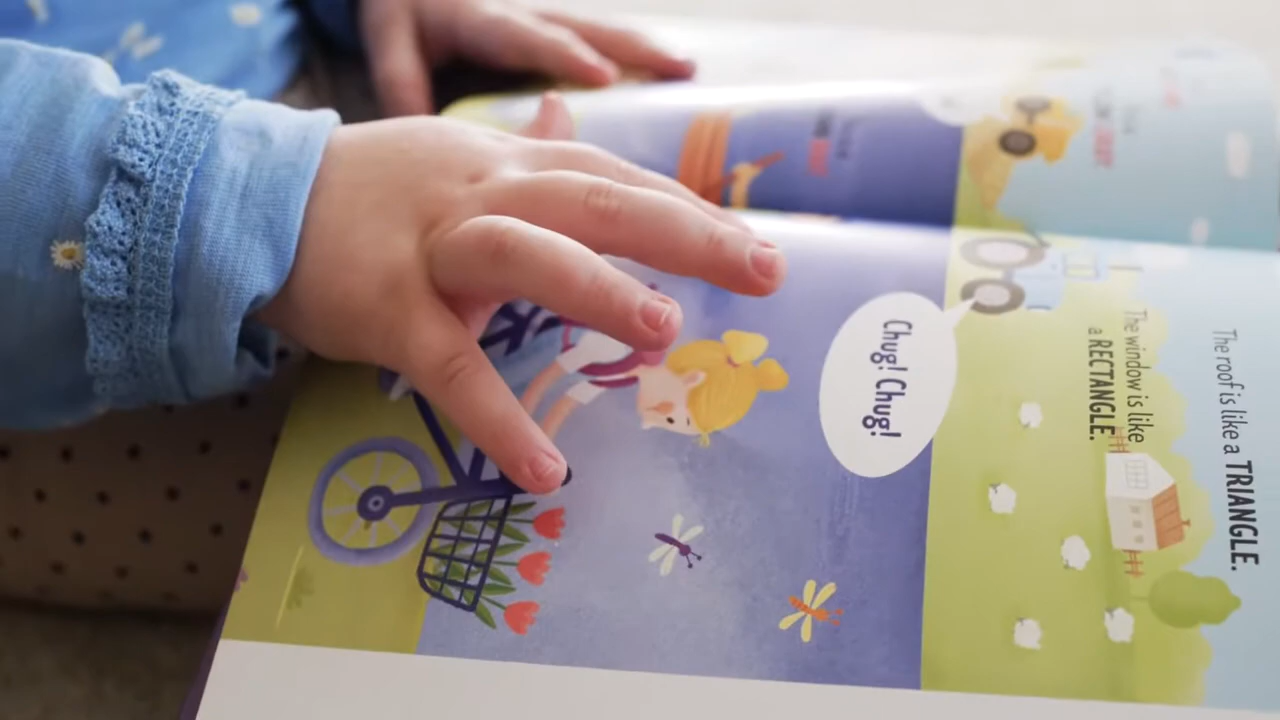 The roof is like a TRIANGLE.
The window is like
a RECTANGLE.
Chug! Chug!